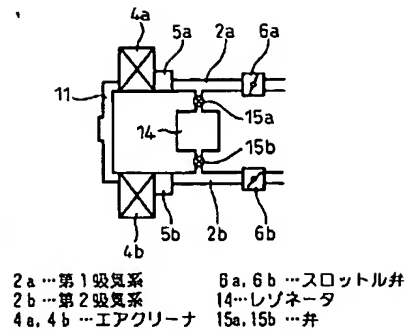 4a
5a
2a
6a
11
15a
14
15b
4b
5b
2b
6b
2a…第1吸気系
2b…第2吸気系
4a,4b…エアクリーナ
6a,6b…スロットル弁
14…レゾネータ
15a,15b…弁